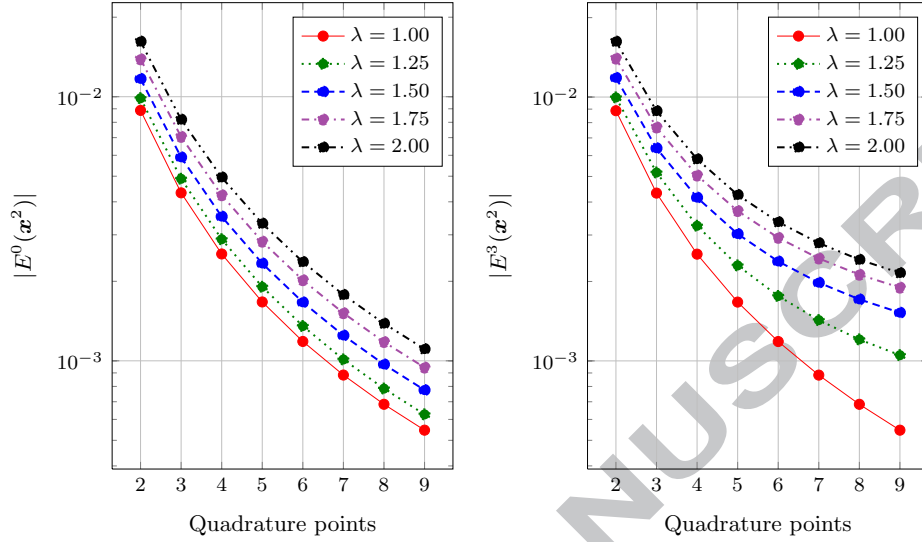 |E^0(x^2)|
10^{-2}
10^{-3}
λ = 1.00
λ = 1.25
λ = 1.50
λ = 1.75
λ = 2.00
2 3 4 5 6 7 8 9
Quadrature points
|E^3(x^2)|
10^{-2}
10^{-3}
λ = 1.00
λ = 1.25
λ = 1.50
λ = 1.75
λ = 2.00
2 3 4 5 6 7 8 9
Quadrature points
NUSCR